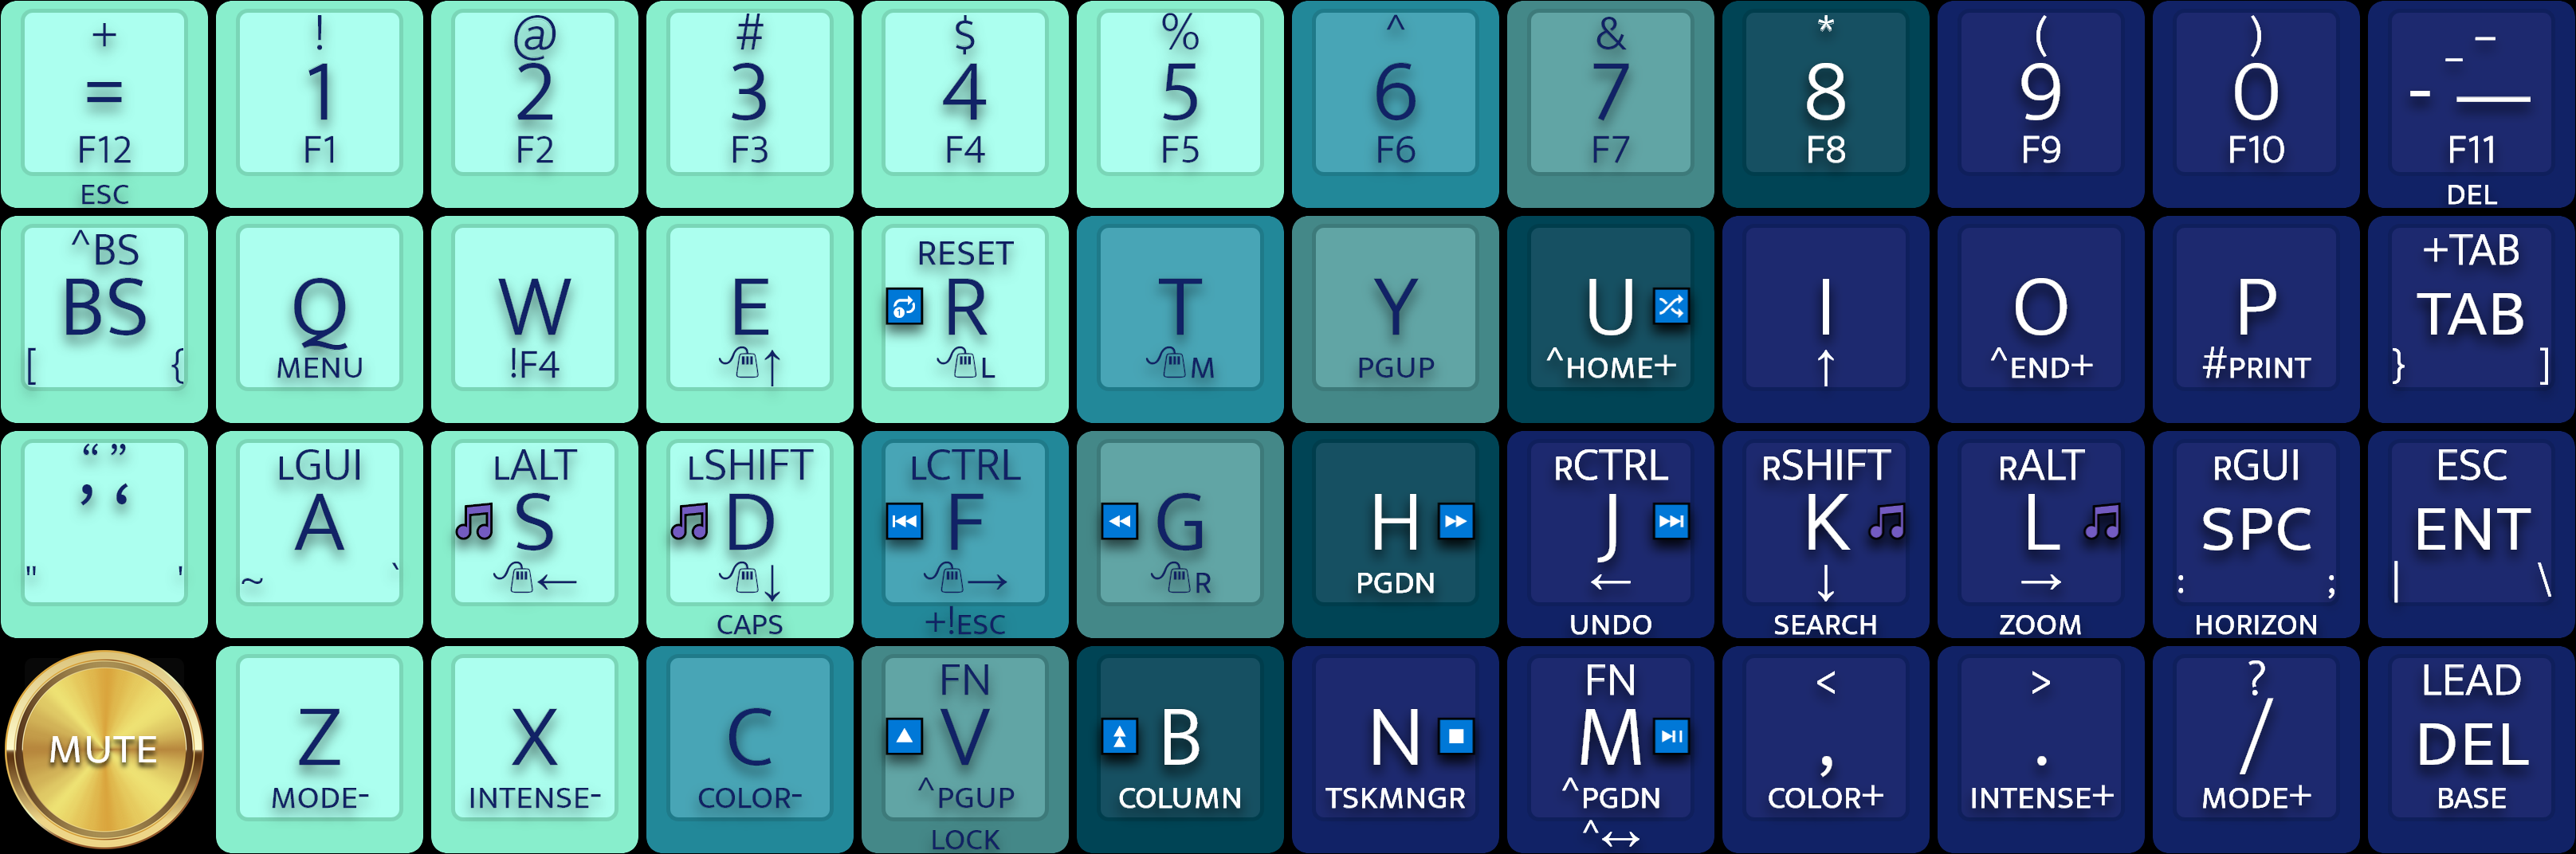 + ! @ # $ % ^ & * ( ) _ –
= 1 2 3 4 5 6 7 8 9 0 - —
F12 F1 F2 F3 F4 F5 F6 F7 F8 F9 F10 F11
ESC DEL
^BS RESET +TAB
BS Q W E R T Y U I O P TAB
[ { MENU !F4 ↑ L M PGUP ^HOME+ ↑ ^END+ #PRINT } ]
“ ” LGUI LALT LSHIFT LCTRL RCTRL RSHIFT RALT RGUI ESC
’ ‘ A S D F G H J K L SPC ENT
" ' ~ ` ← ↓ → R PGDN ← ↓ → : ; | \
CAPS +!ESC UNDO SEARCH ZOOM HORIZON
FN FN < > ? LEAD
MUTE Z X C V B N M , . / DEL
MODE- INTENSE- COLOR- ^PGUP COLUMN TSKMNGR ^PGDN COLOR+ INTENSE+ MODE+ BASE
LOCK ^↔